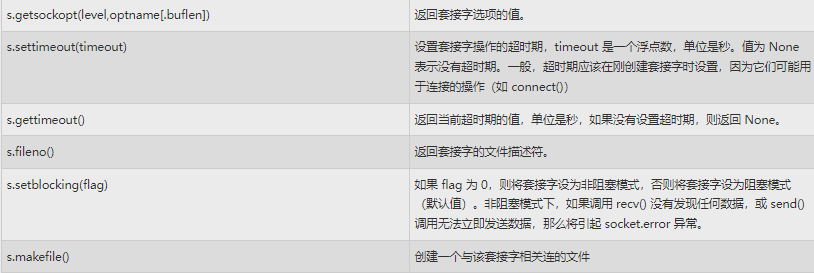 s.getsockopt(level,optname[.buflen])
返回套接字选项的值。
s.settimeout(timeout)
设置套接字操作的超时期，timeout 是一个浮点数，单位是秒。值为 None
表示没有超时期。一般，超时期应该在刚创建套接字时设置，因为它们可能用
于连接的操作（如 connect()）
s.gettimeout()
返回当前超时期的值，单位是秒，如果没有设置超时期，则返回 None。
s.fileno()
返回套接字的文件描述符。
s.setblocking(flag)
如果 flag 为 0，则将套接字设为非阻塞模式，否则将套接字设为阻塞模式
（默认值）。非阻塞模式下，如果调用 recv() 没有发现任何数据，或 send()
调用无法立即发送数据，那么将引起 socket.error 异常。
s.makefile()
创建一个与该套接字相关连的文件